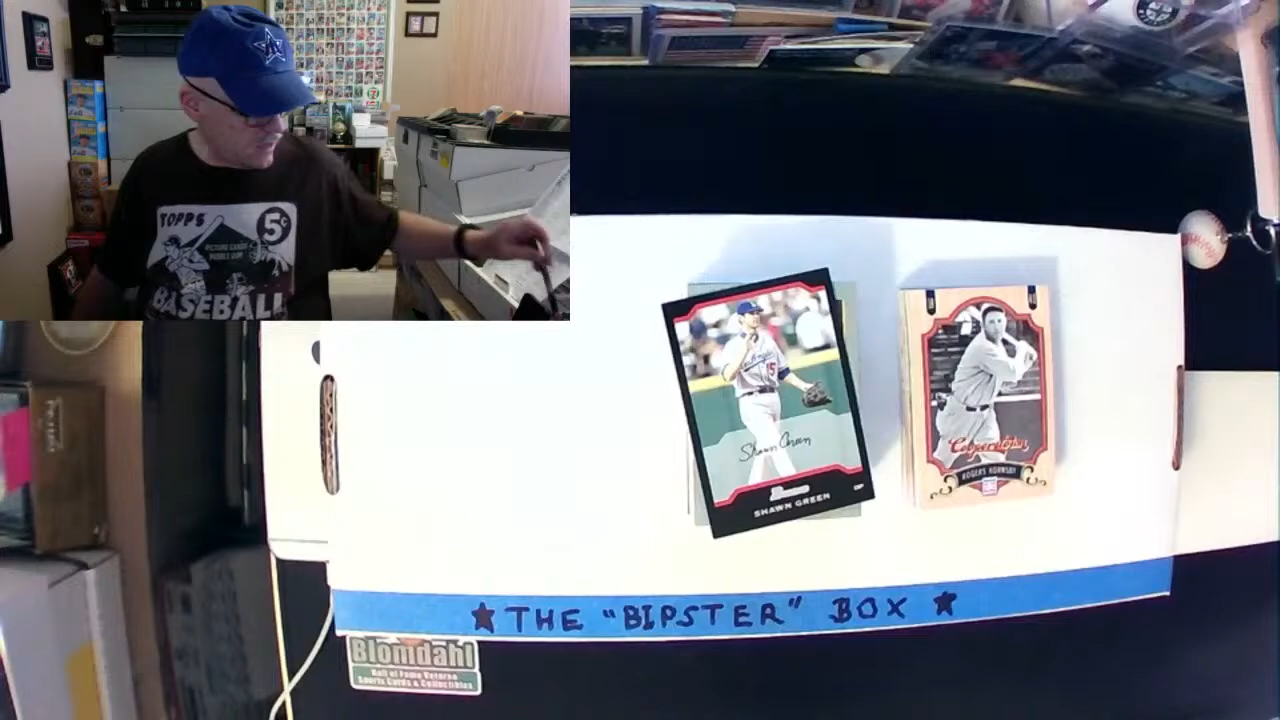 TOPPS
5¢
PICTURE CARDS
BUBBLE GUM
BASEBALL
15
Shawn Green
Bowman
SHAWN GREEN
Cooperstown
ROGERS HORNSBY
★ THE "BIPSTER" BOX ★
Blomdahl
Hall of Fame Veteran
Sports Cards & Collectibles